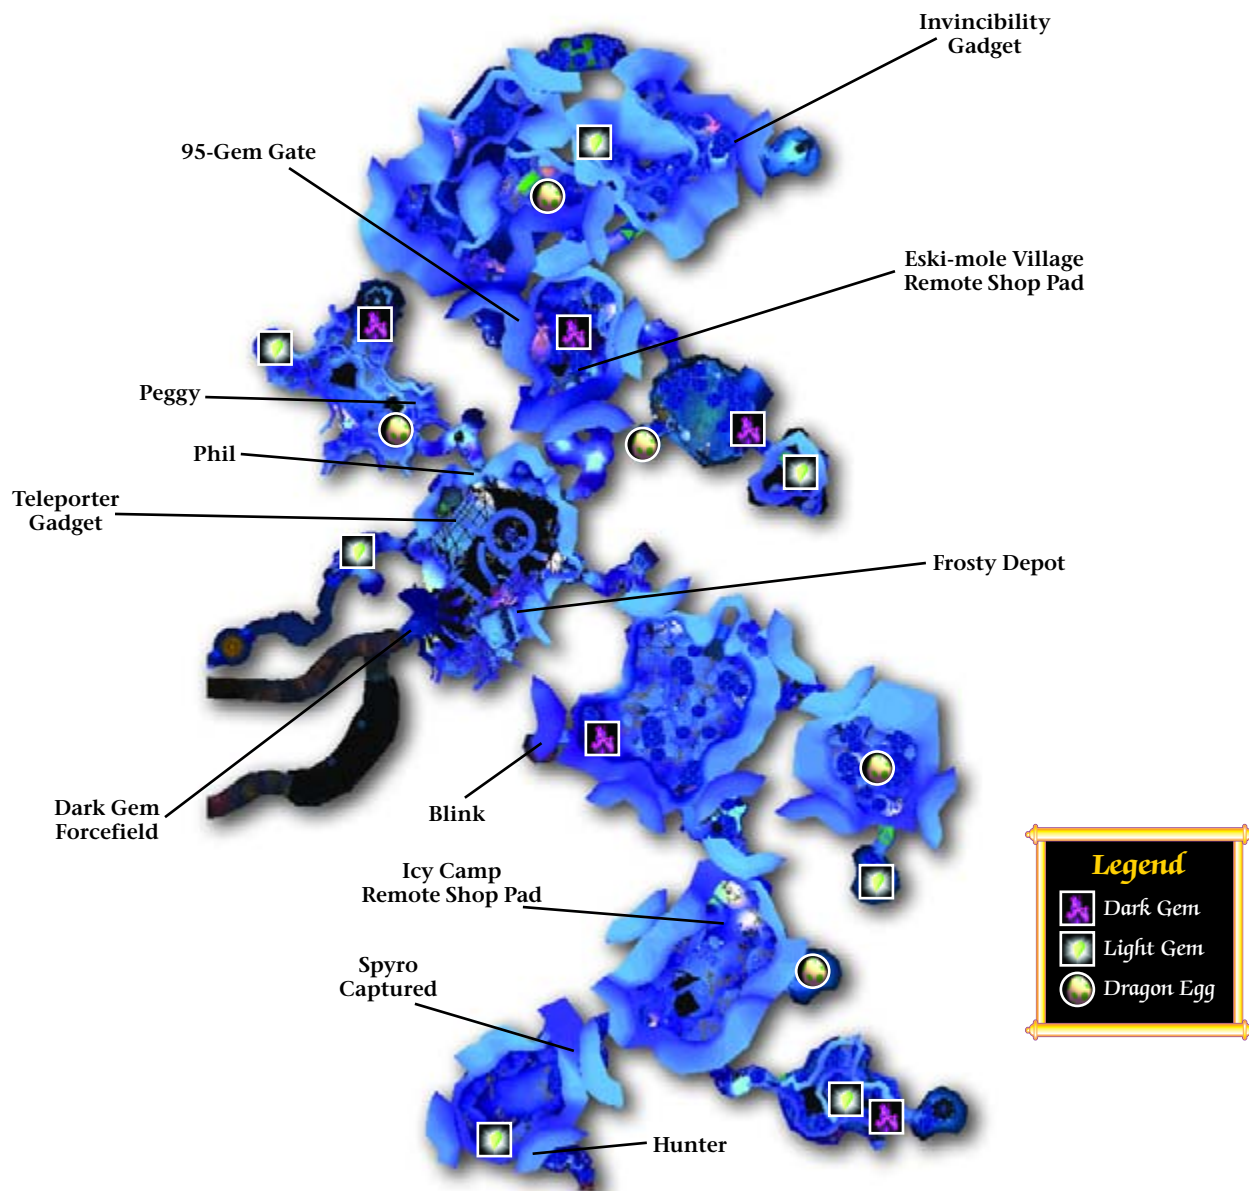 Invincibility
Gadget
95-Gem Gate
Eski-mole Village
Remote Shop Pad
Peggy
Phil
Teleporter
Gadget
Frosty Depot
Dark Gem
Forcefield
Blink
Icy Camp
Remote Shop Pad
Spyro
Captured
Hunter
Legend
Dark Gem
Light Gem
Dragon Egg